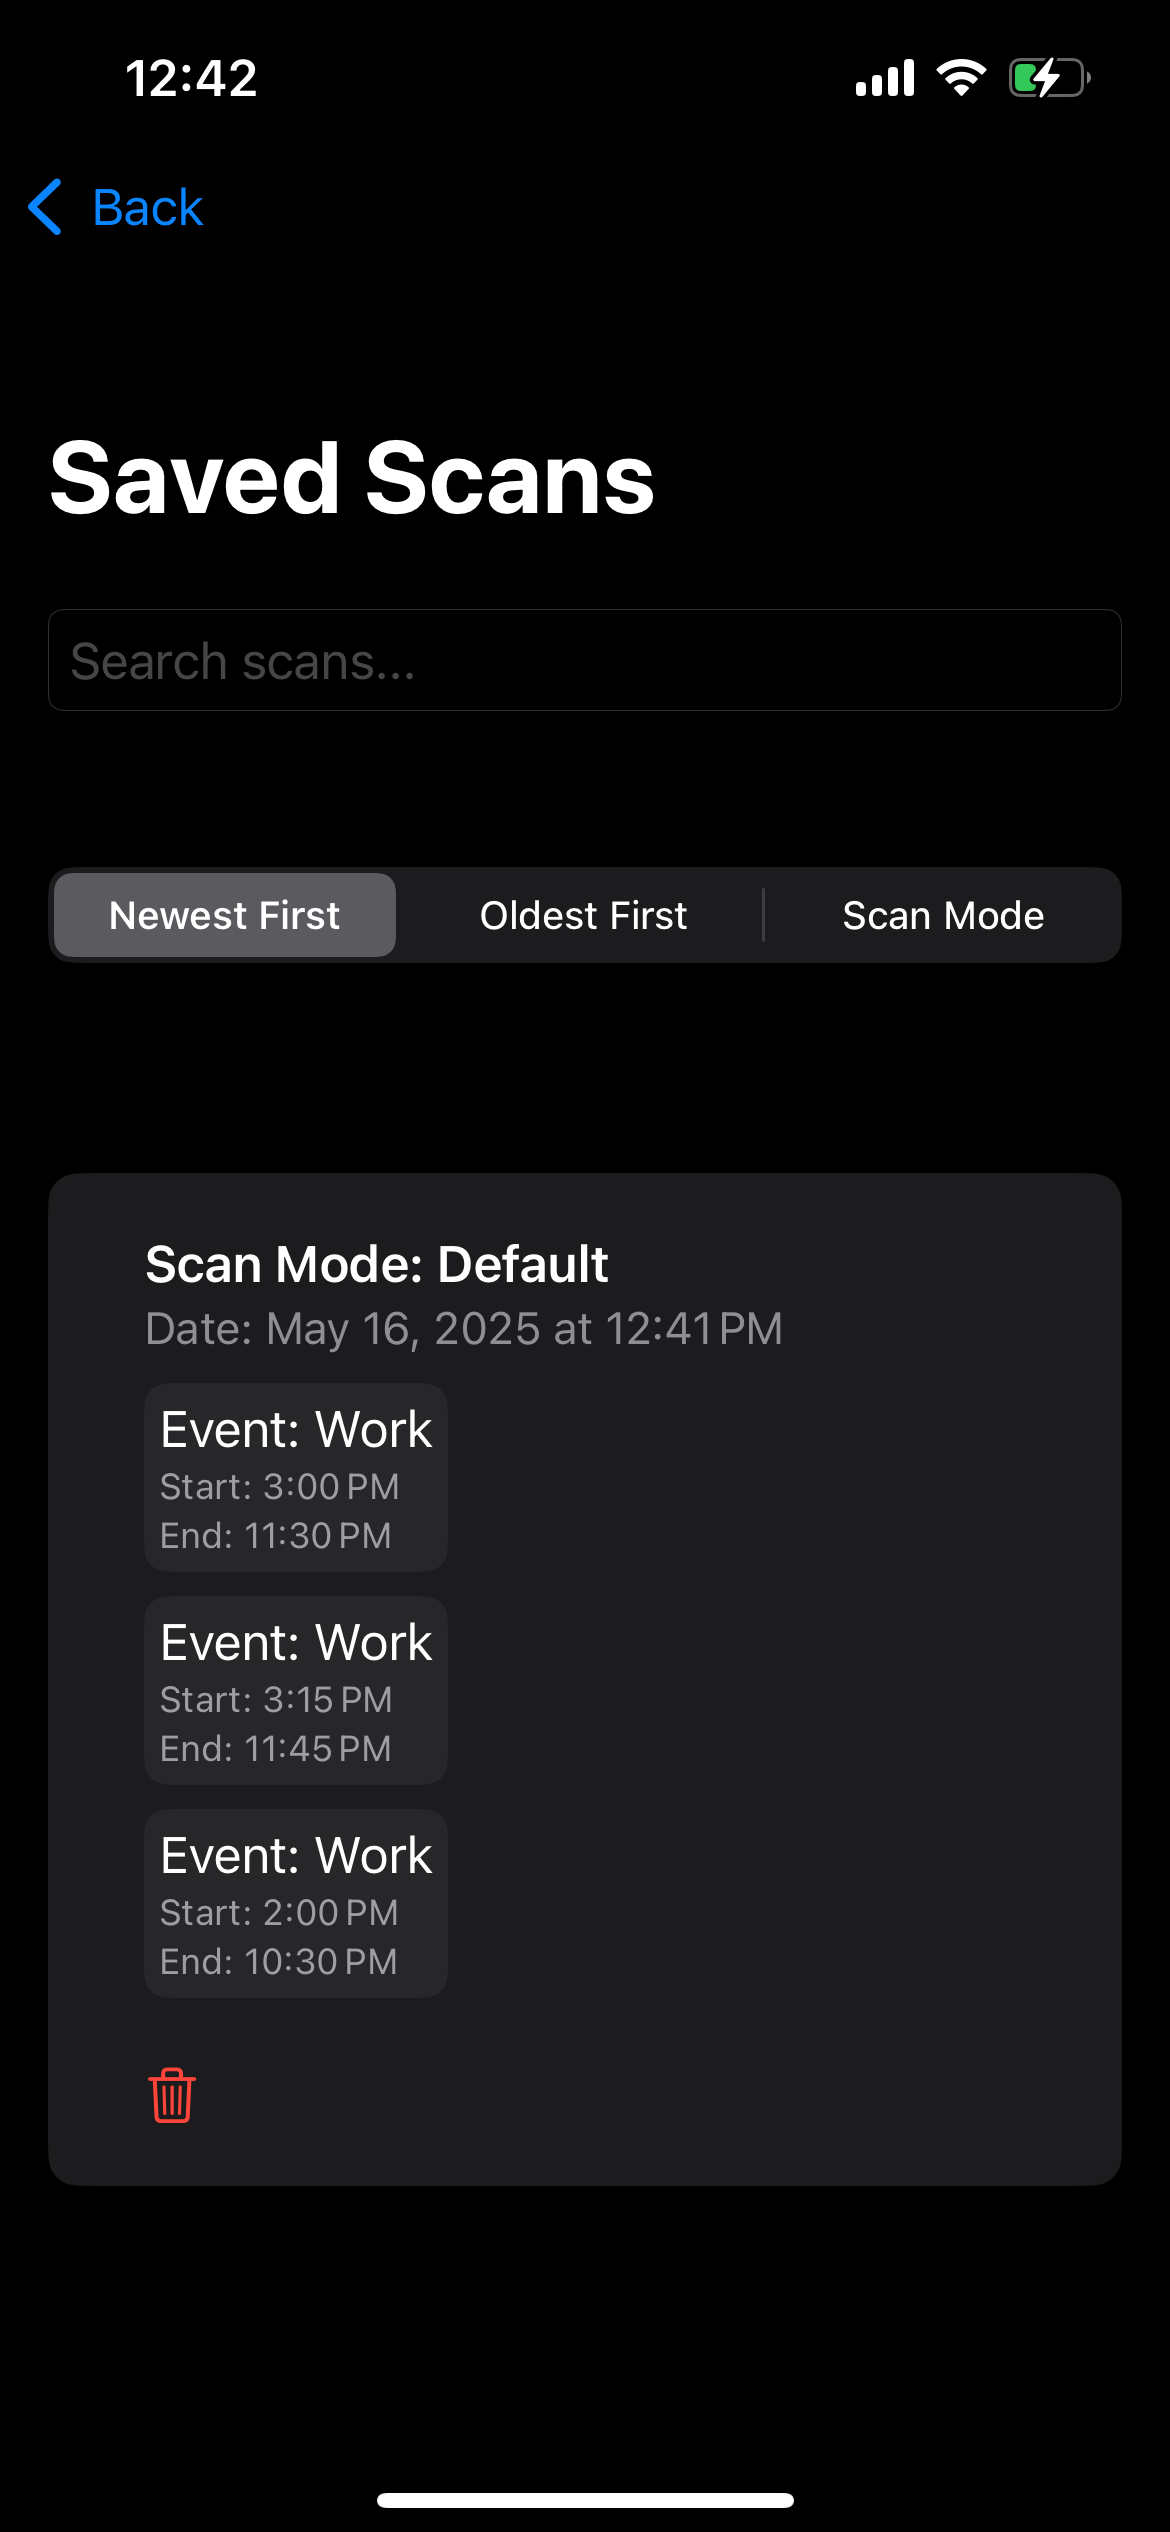 12:42
Back
Saved Scans
Search scans...
Newest First
Oldest First
Scan Mode
Scan Mode: Default
Date: May 16, 2025 at 12:41 PM
Event: Work
Start: 3:00 PM
End: 11:30 PM
Event: Work
Start: 3:15 PM
End: 11:45 PM
Event: Work
Start: 2:00 PM
End: 10:30 PM